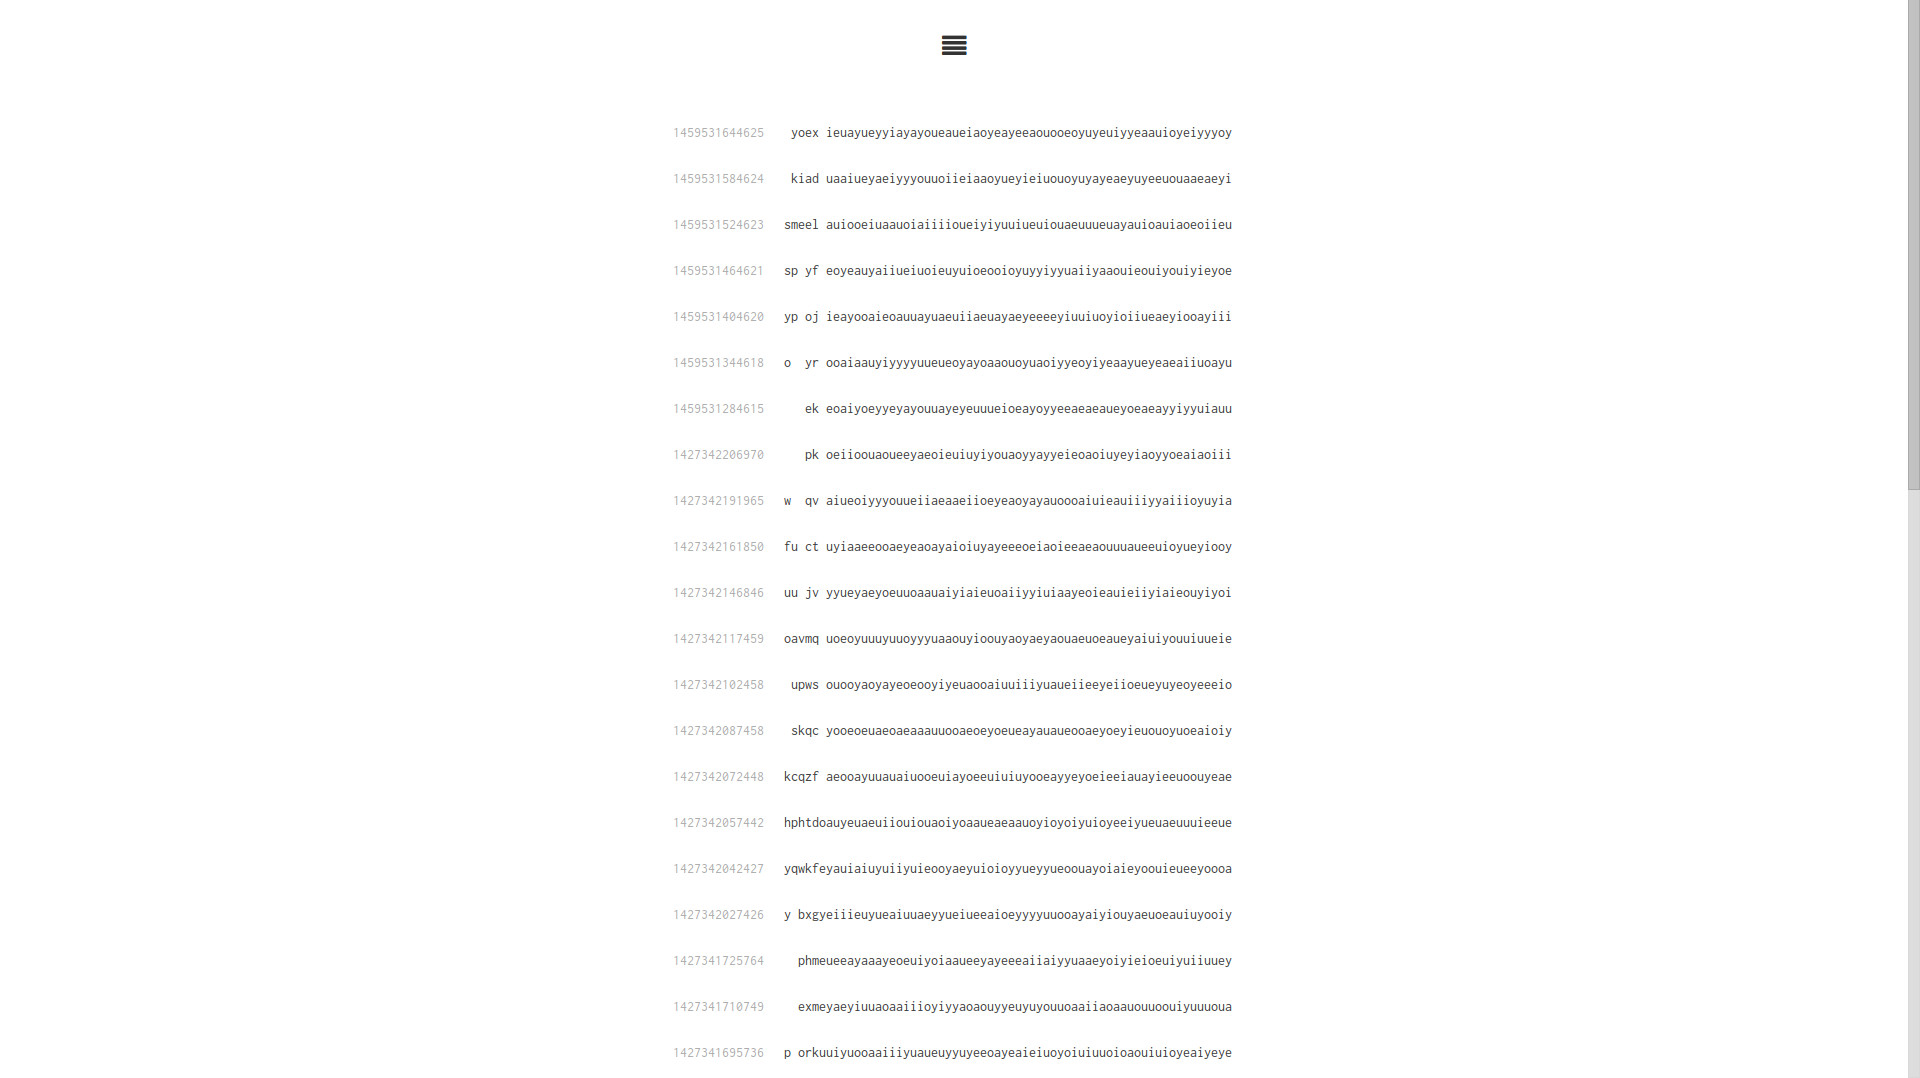 1459531644625 yoex ieuayueyyiayayoueaueiaoyeayeeaouooeoyuyeuiyyeaauioyeiyyyoy
1459531584624 kiad uaaiueyaeiyyyouuoiieiaaoyueyieiuouoyuyayeaeyuyeeuouaaeaeyi
1459531524623 smeel auiooeiuaauoiaiiiioueiyiyuuiueuiouaeuuueuayauioauiaoeoiieu
1459531464621 sp yf eoyeauyaiiueiuoieuyuioeooioyuyyiyyuaiiyaaouieouiyouiyieyoe
1459531404620 yp oj ieayooaieoauuayuaeuiiaeuayaeyeeeeyiuuiuoyioiiueaeyiooayiii
1459531344618 o  yr ooaiaauyiyyyyuueueoyayoaaouoyuaoiyyeoyiyeaayueyeaeaiiuoayu
1459531284615 ek eoaiyoeyyeyayouuayeyeuuueioeayoyyeeaeaeaueyoeaeayyiyyuiauu
1427342206970 pk oeiioouaoueeyaeoieuiuyiyouaoyyayyeieoaoiuyeyiaoyyoeaiaoiii
1427342191965 w  qv aiueoiyyyouueiiaeaaeiioeyeaoyayauoooaiuieauiiiyyaiiioyuyia
1427342161850 fu ct uyiaaeeooaeyeaoayaioiuyayeeeoeiaoieeaeaouuuaueeuioyueyiooy
1427342146846 uu jv yyueyaeyoeuuoaauaiyiaieuoaiiyyiuiaayeoieauieiiyiaieouyiyoi
1427342117459 oavmq uoeoyuuuyuuoyyyuaaouyioouyaoyaeyaouaeuoeaueyaiuiyouuiuueie
1427342102458 upws ouooyaoyayeoeooyiyeuaooaiuuiiiyuaueiieeyeiioeueyuyeoyeeeio
1427342087458 skqc yooeoeuaeoaeaaauuooaeoeyoeueayauaueooaeyoeyieuouoyuoeaioiy
1427342072448 kcqzf aeooayuuauaiuooeuiayoeeuiuiuyooeayyeyoeieeiauayieeuoouyeae
1427342057442 hphtdoauyeuaeuiiouiouaoiyoaaueaeaauoyioyoiyuioyeeiyueuaeuuuieeue
1427342042427 yqwkfeyauiaiuyuiiyuieooyaeyuioioyyueyyueoouayoiaieyoouieueeyoooa
1427342027426 y bxgyeiiieuyueaiuuaeyyueiueeaioeyyyyuuooayaiyiouyaeuoeauiuyooiy
1427341725764 phmeueeayaaayeoeuiyoiaaueeyayeeeaiiaiyyuaaeyoiyieioeuiyuiiuuey
1427341710749 exmeyaeyiuuaoaaiiioyiyyaoaouyyeuyuyouuoaaiiaoaauouuoouiyuuuoua
1427341695736 p orkuuiyuooaaiiiyuaueuyyuyeeoayeaieiuoyoiuiuuoioaouiuioyeaiyeye